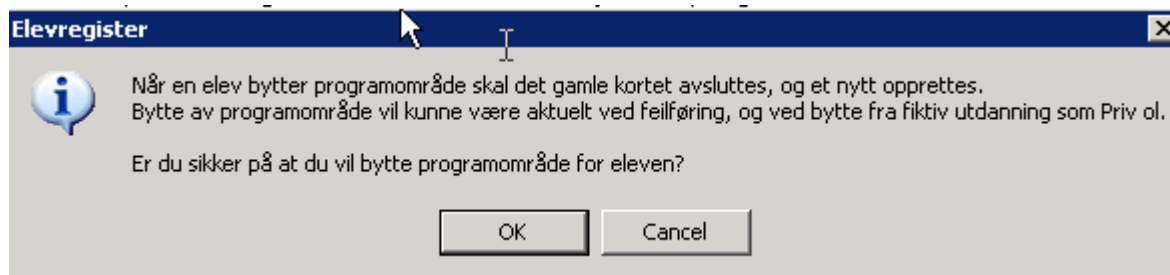 Elevregister
Når en elev bytter programområde skal det gamle kortet avsluttes, og et nytt opprettes.
Bytte av programområde vil kunne være aktuelt ved feilføring, og ved bytte fra fiktiv utdanning som Priv ol.
Er du sikker på at du vil bytte programområde for eleven?
OK
Cancel